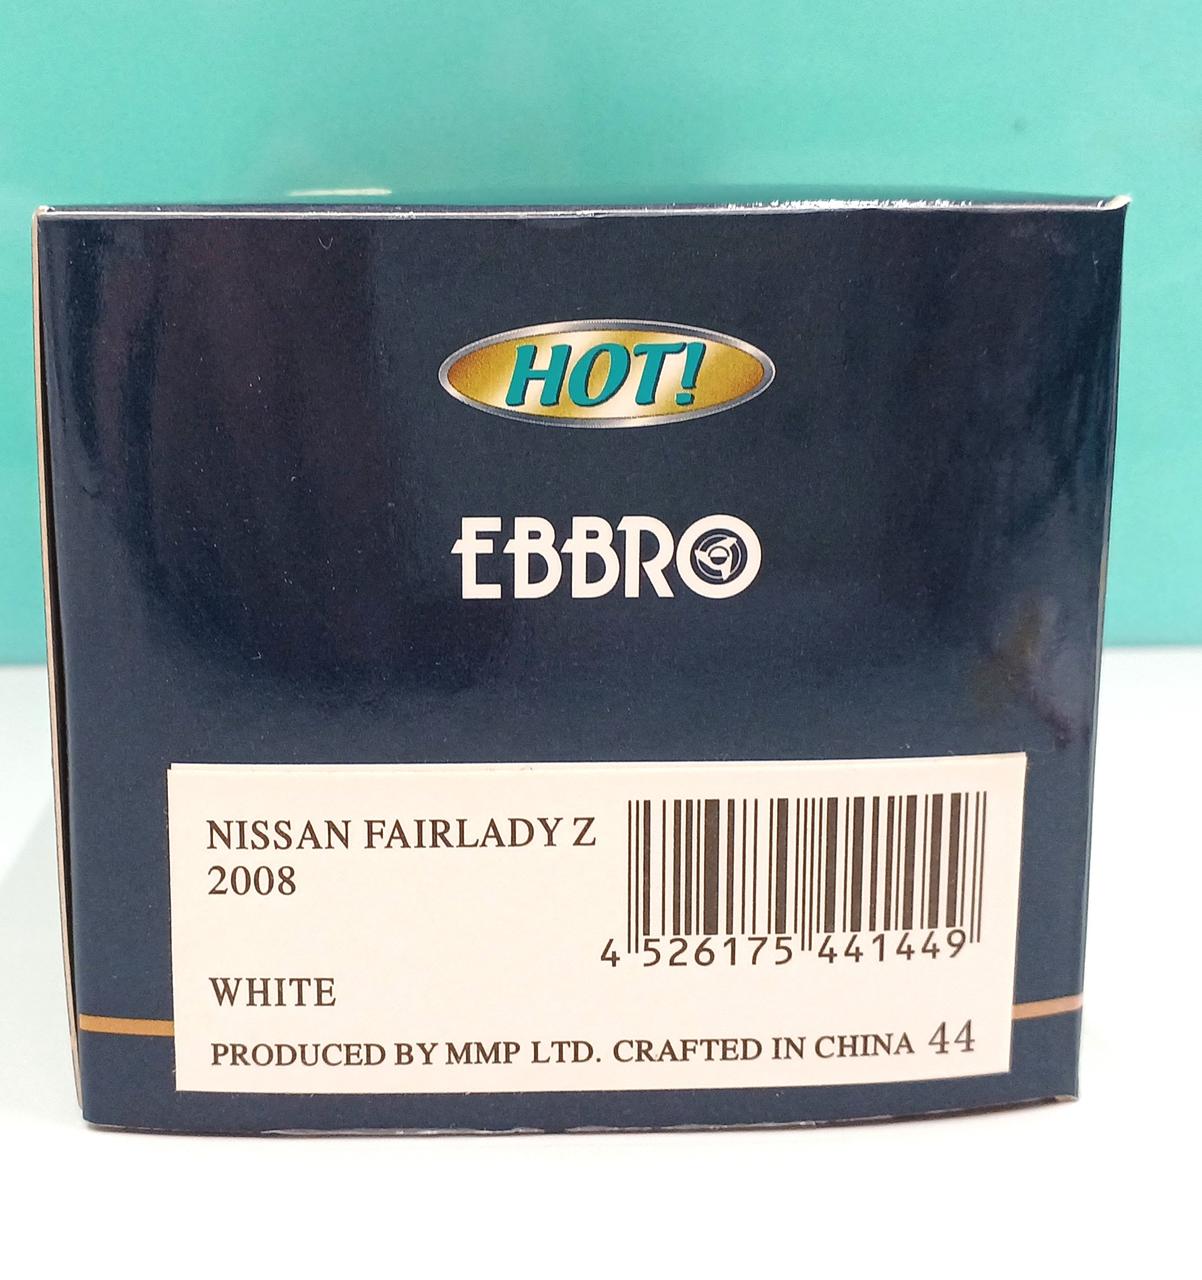 HOT!
EBBRO
NISSAN FAIRLADY Z
2008
4 526175 441449
WHITE
PRODUCED BY MMP LTD. CRAFTED IN CHINA 44